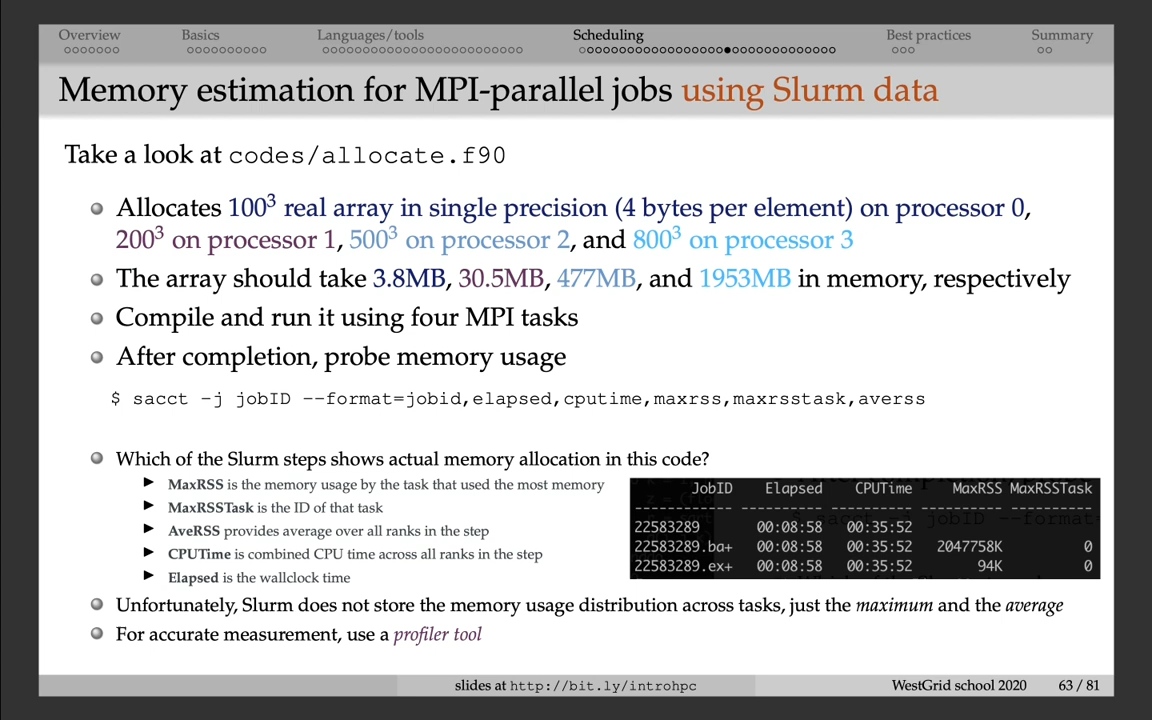 Overview Basics Languages/tools Scheduling Best practices Summary
Memory estimation for MPI-parallel jobs using Slurm data
Take a look at codes/allocate.f90
Allocates 100³ real array in single precision (4 bytes per element) on processor 0,
200³ on processor 1, 500³ on processor 2, and 800³ on processor 3
The array should take 3.8MB, 30.5MB, 477MB, and 1953MB in memory, respectively
Compile and run it using four MPI tasks
After completion, probe memory usage
$ sacct -j jobID --format=jobid,elapsed,cputime,maxrss,maxrsstask,averss
Which of the Slurm steps shows actual memory allocation in this code?
MaxRSS is the memory usage by the task that used the most memory
MaxRSSTask is the ID of that task
AveRSS provides average over all ranks in the step
CPUTime is combined CPU time across all ranks in the step
Elapsed is the wallclock time
JobID Elapsed CPUTime MaxRSS MaxRSSTask
------------ ---------- ---------- ---------- ----------
22583289 00:08:58 00:35:52
22583289.ba+ 00:08:58 00:35:52 2047758K 0
22583289.ex+ 00:08:58 00:35:52 94K 0
Unfortunately, Slurm does not store the memory usage distribution across tasks, just the maximum and the average
For accurate measurement, use a profiler tool
slides at http://bit.ly/introhpc WestGrid school 2020 63 / 81